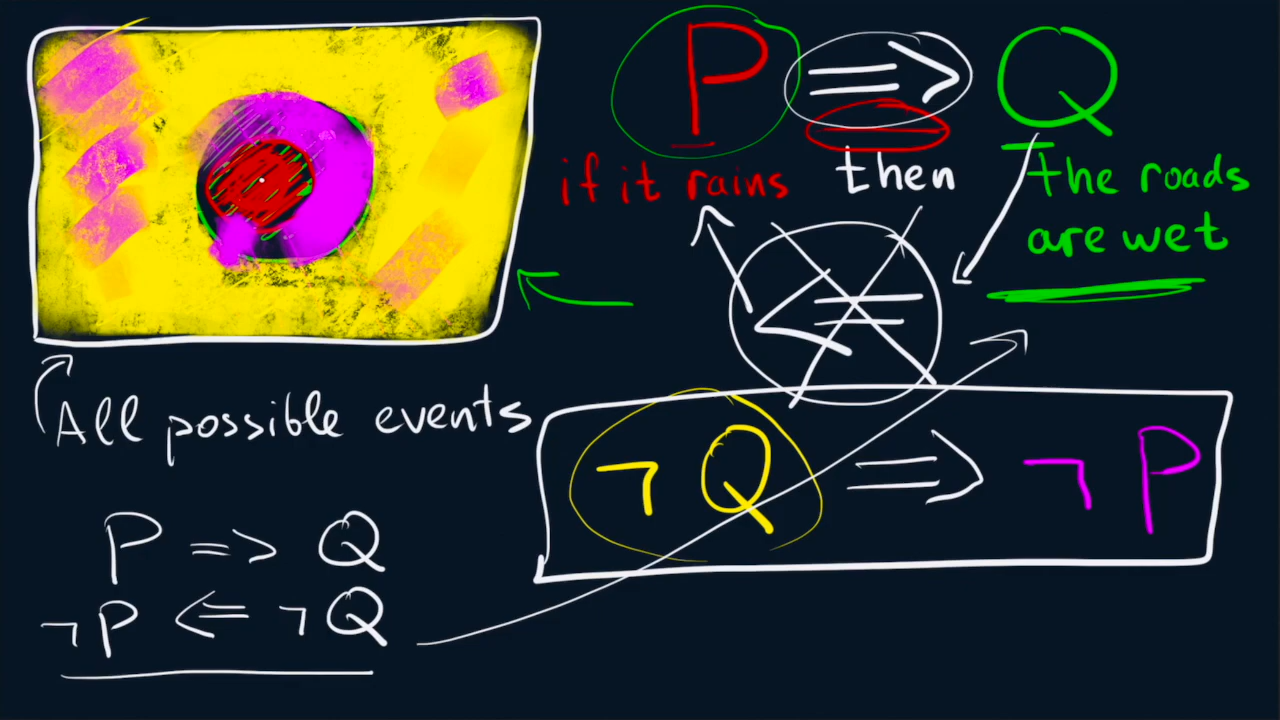 P => Q
if it rains then The roads
are wet
<=
All possible events
¬Q => ¬P
P => Q
¬P <= ¬Q